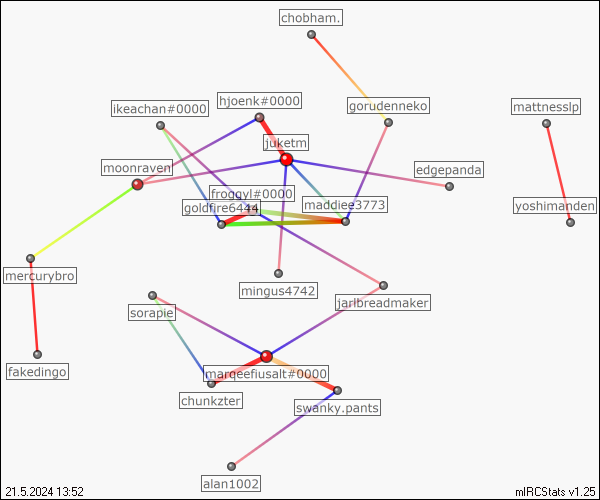 chobham.
hjoenk#0000
ikeachan#0000
gorudenneko
mattnesslp
juketm
moonraven
edgepanda
froggyl#0000
goldfire6444
maddiee3773
yoshimanden
mercurybro
mingus4742
jarlbreadmaker
sorapie
fakedingo
marqeefiusalt#0000
chunkzter
swanky.pants
alan1002
21.5.2024 13:52
mIRCStats v1.25